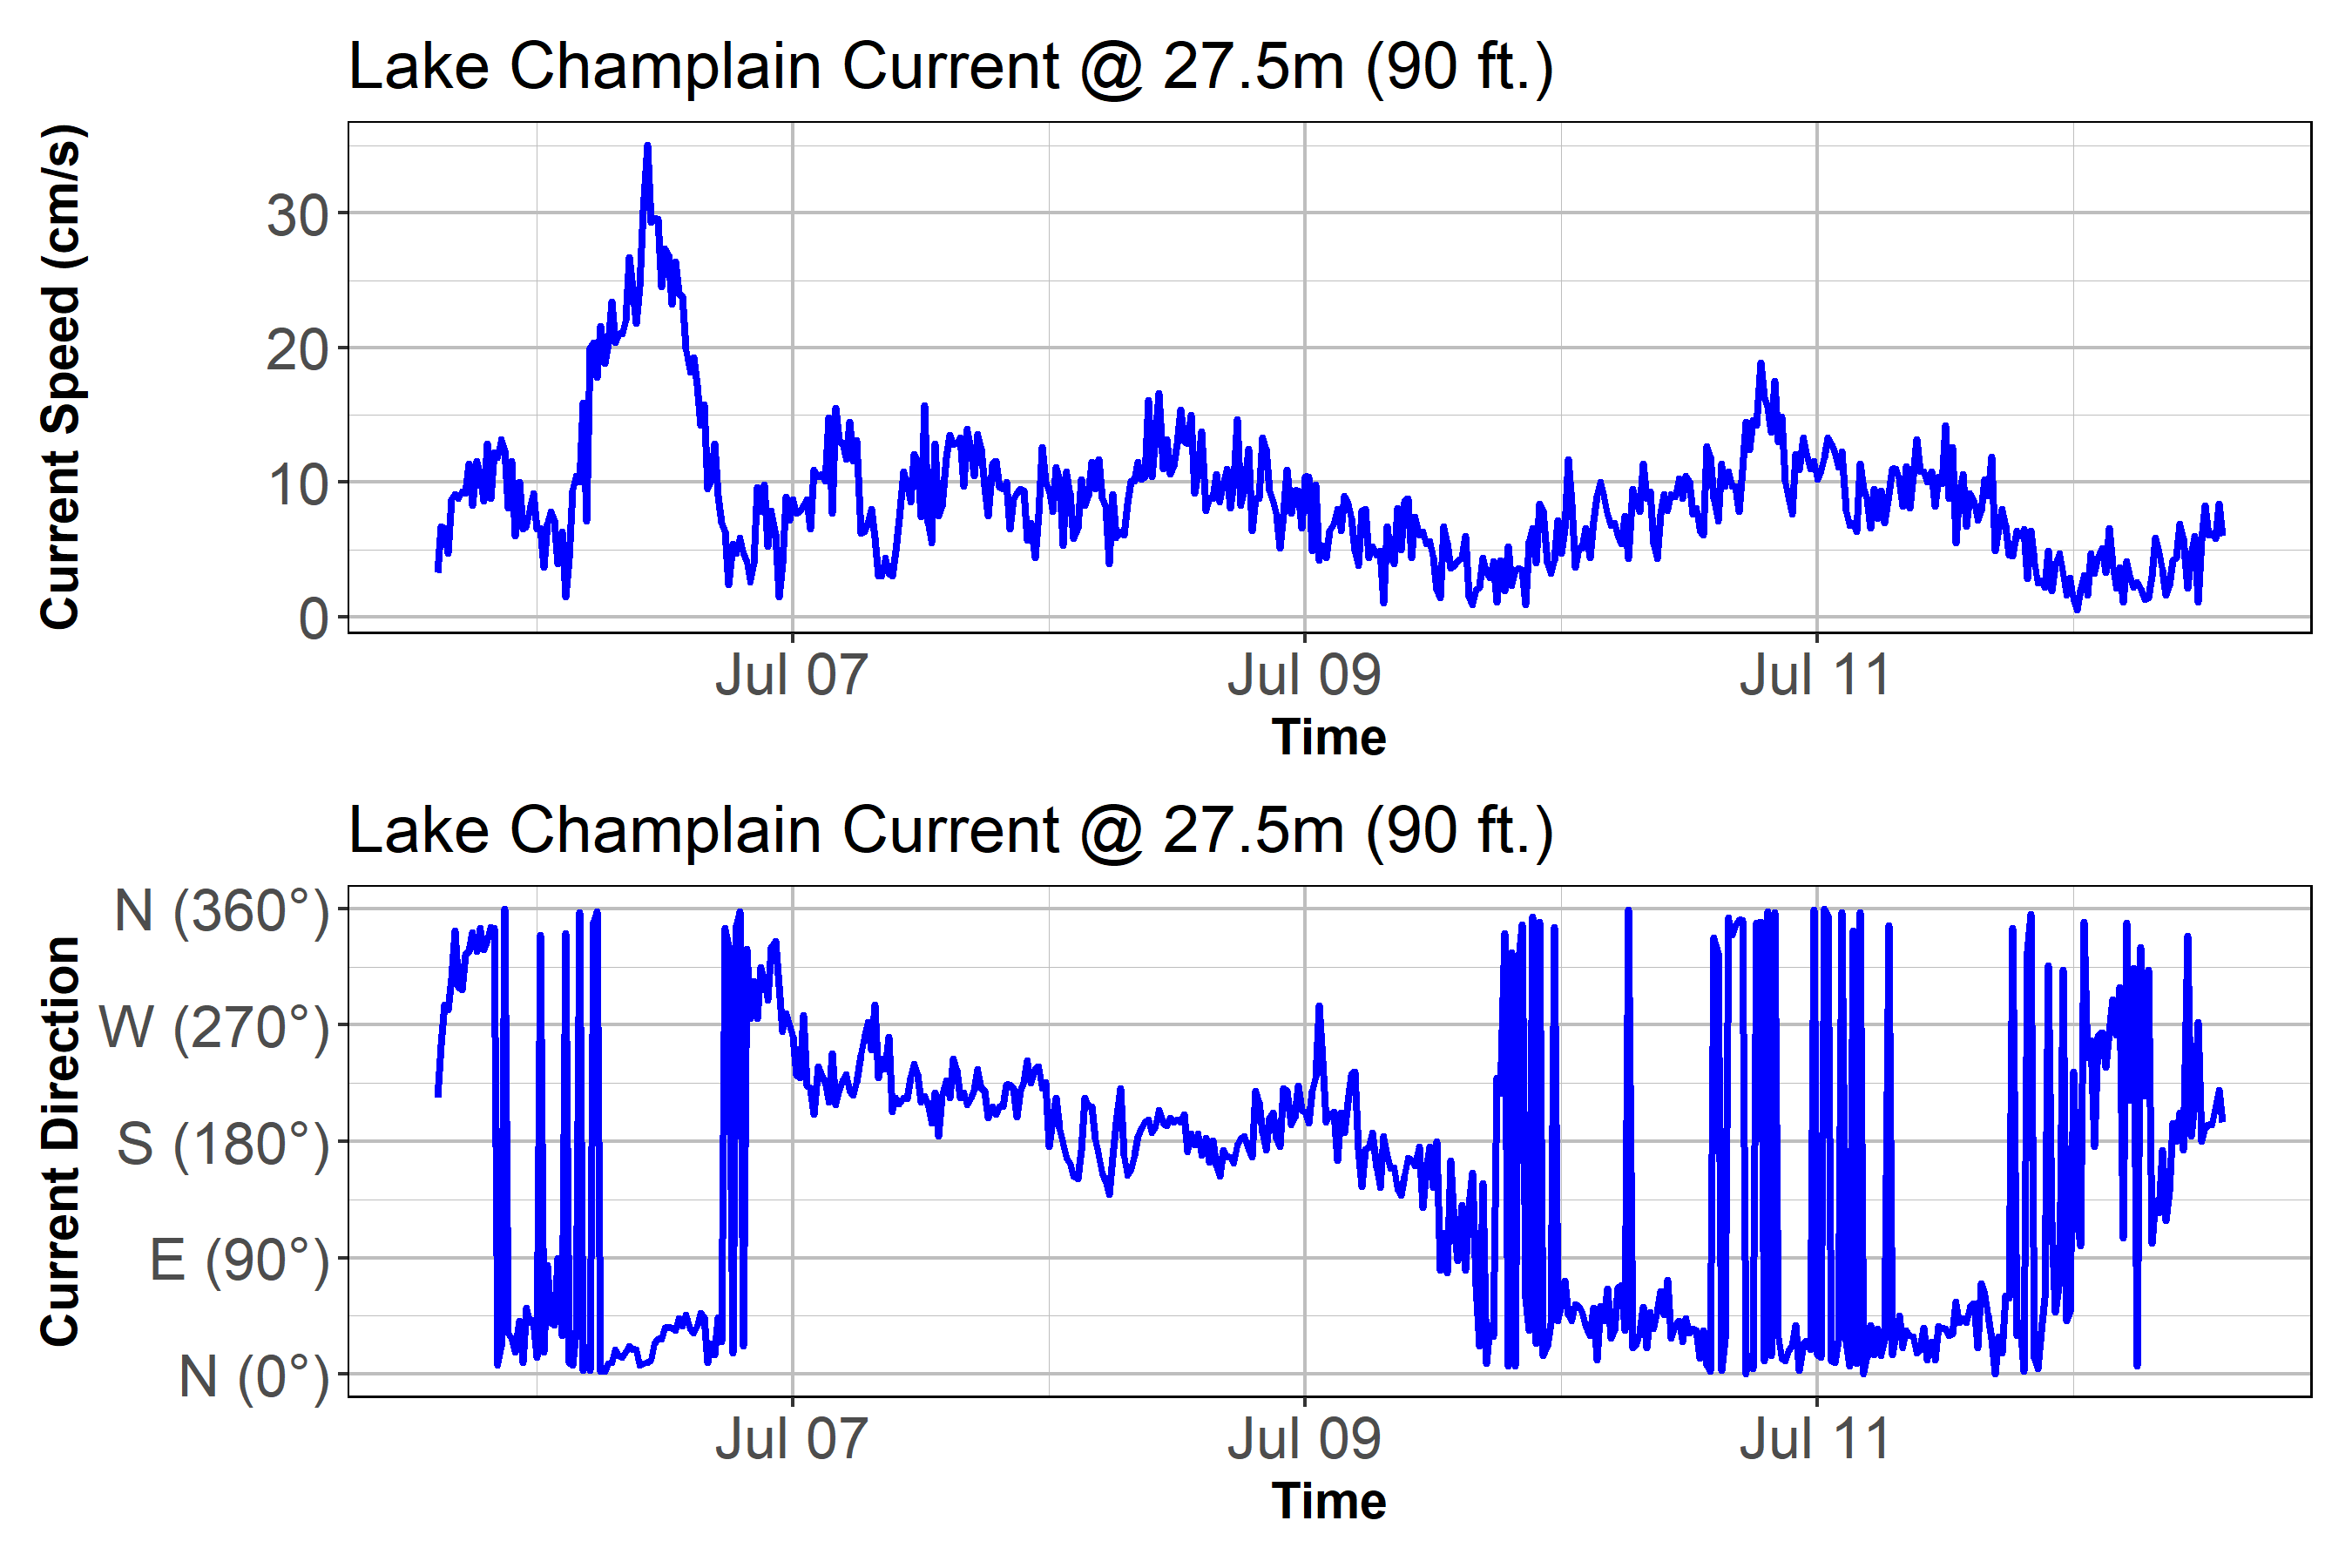 Lake Champlain Current @ 27.5m (90 ft.)
Current Speed (cm/s)
30
20
10
0
Jul 07 Jul 09 Jul 11
Time
Lake Champlain Current @ 27.5m (90 ft.)
Current Direction
N (360°)
W (270°)
S (180°)
E (90°)
N (0°)
Jul 07 Jul 09 Jul 11
Time